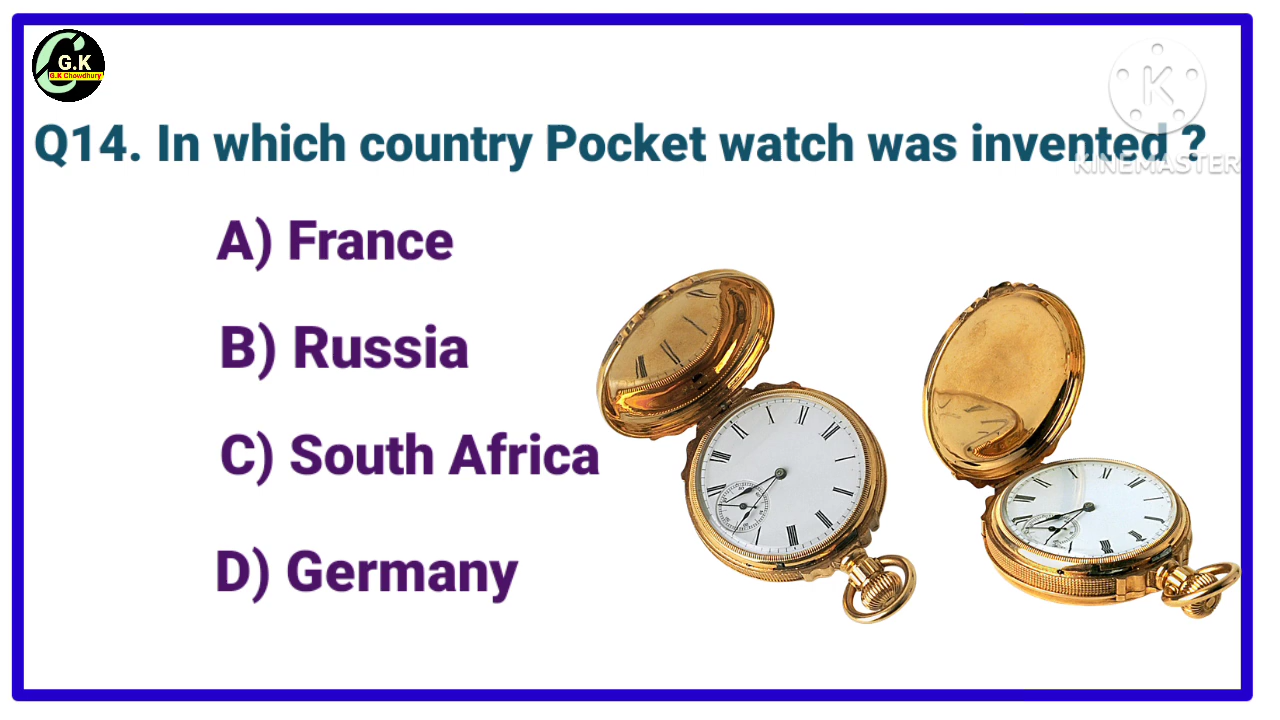 G.K
G.K Chowdhury
K
KINEMASTER
Q14. In which country Pocket watch was invented ?
A) France
B) Russia
C) South Africa
D) Germany